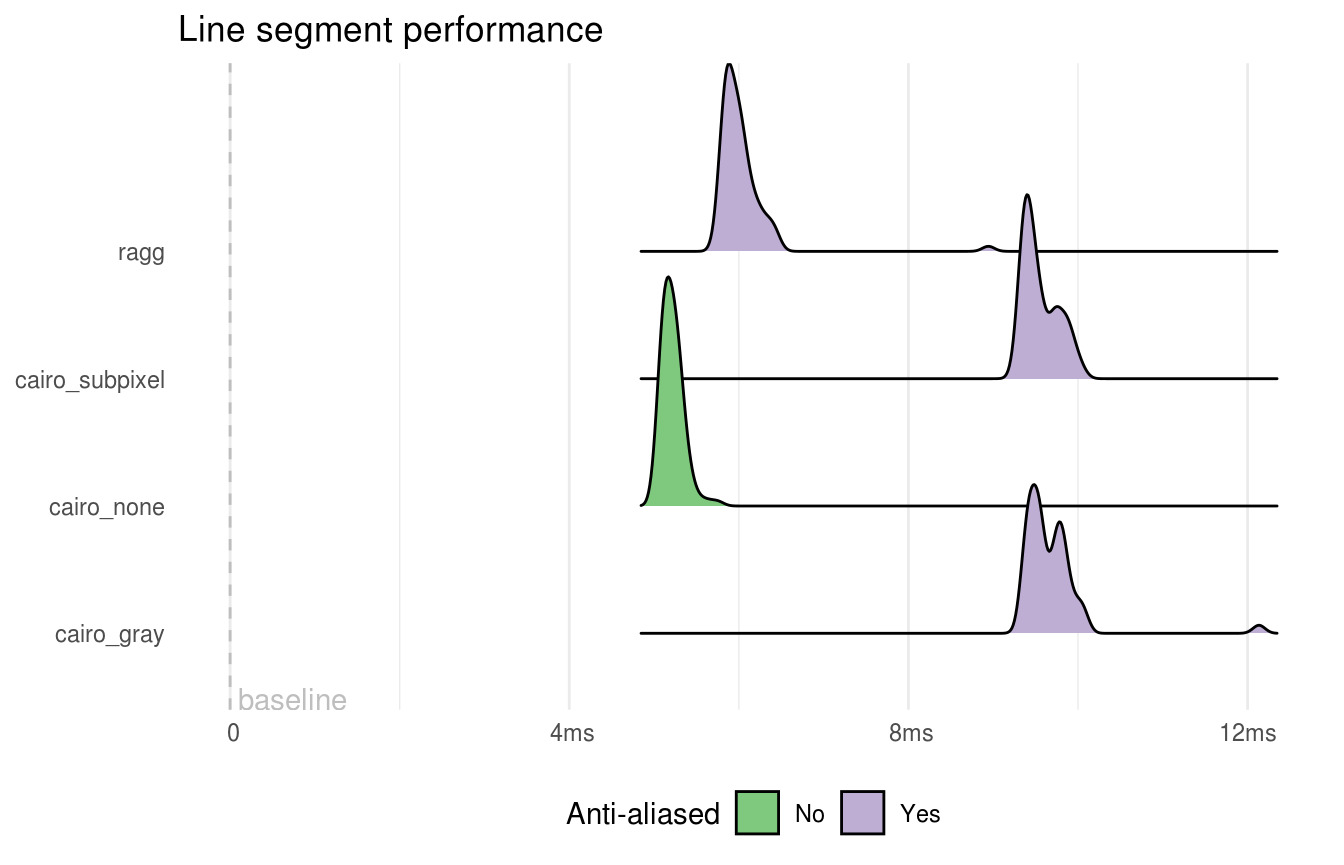 Line segment performance
ragg
cairo_subpixel
cairo_none
cairo_gray
baseline
0 4ms 8ms 12ms
Anti-aliased No Yes